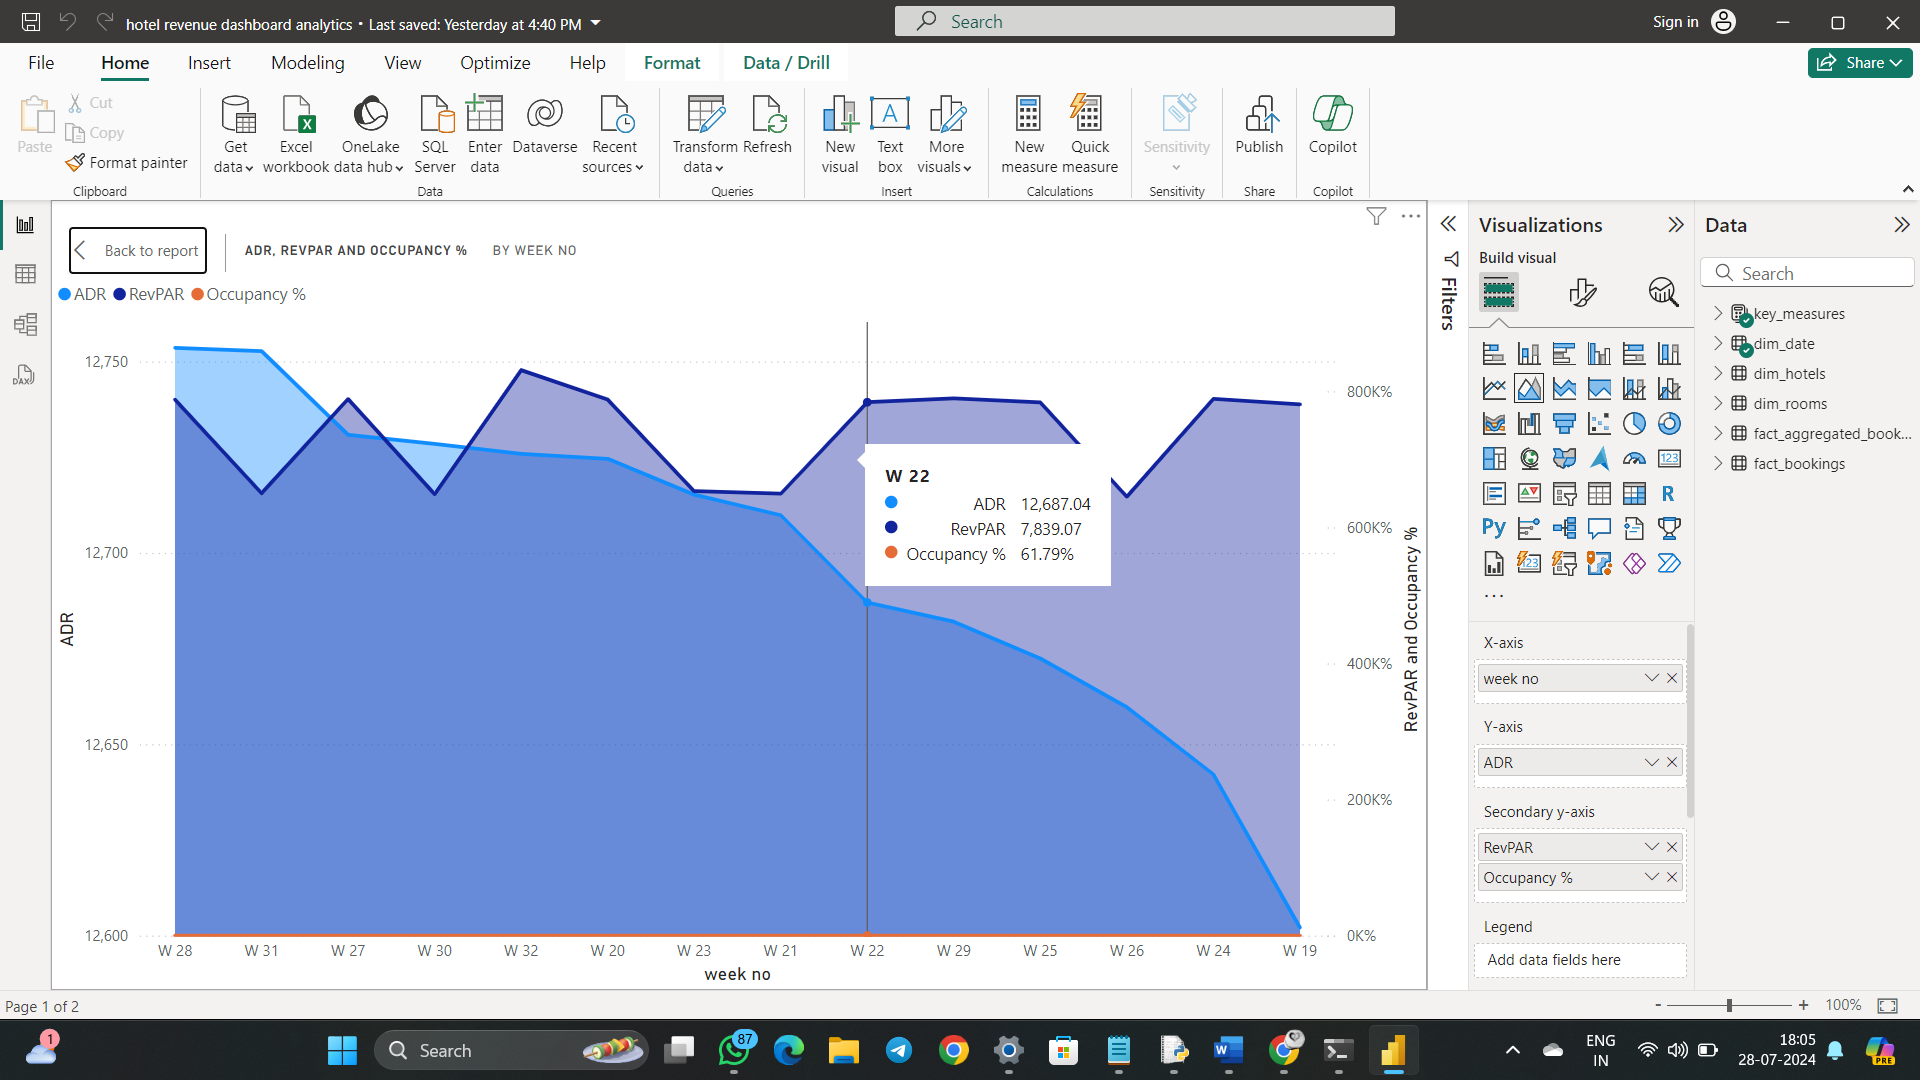 hotel revenue dashboard analytics • Last saved: Yesterday at 4:40 PM
Search
Sign in
File
Home
Insert
Modeling
View
Optimize
Help
Format
Data / Drill
Share
Paste
Cut
Copy
Format painter
Clipboard
Get data
Excel workbook
OneLake data hub
SQL Server
Enter data
Dataverse
Recent sources
Data
Transform data
Refresh
Queries
New visual
Text box
More visuals
Insert
New measure
Quick measure
Calculations
Sensitivity
Sensitivity
Publish
Share
Copilot
Copilot
Back to report
ADR, REVPAR AND OCCUPANCY %
BY WEEK NO
ADR RevPAR Occupancy %
12,750
12,700
12,650
12,600
ADR
800K%
600K%
400K%
200K%
0K%
RevPAR and Occupancy %
W 22
ADR 12,687.04
RevPAR 7,839.07
Occupancy % 61.79%
W 28 W 31 W 27 W 30 W 32 W 20 W 23 W 21 W 22 W 29 W 25 W 26 W 24 W 19
week no
Filters
Visualizations
Build visual
123
R
Py
123
...
X-axis
week no
Y-axis
ADR
Secondary y-axis
RevPAR
Occupancy %
Legend
Add data fields here
Data
Search
key_measures
dim_date
dim_hotels
dim_rooms
fact_aggregated_book...
fact_bookings
DAX
Page 1 of 2
- + 100%
1
Search
87
W
ENG
IN
18:05
28-07-2024
PRE